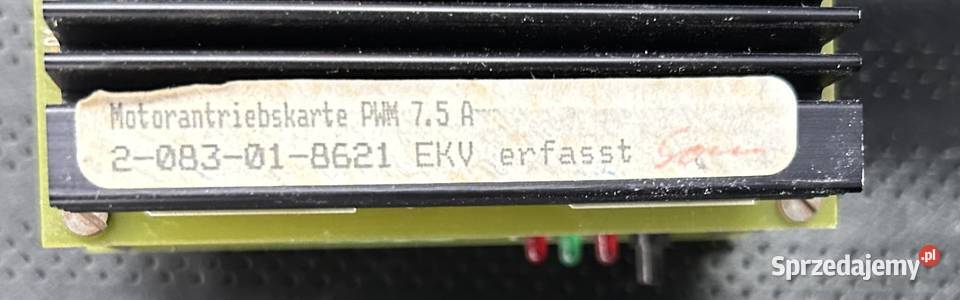 Motorantriebskarte PWM 7.5 A
2-083-01-8621 EKV erfasst
Sprzedajemy.pl